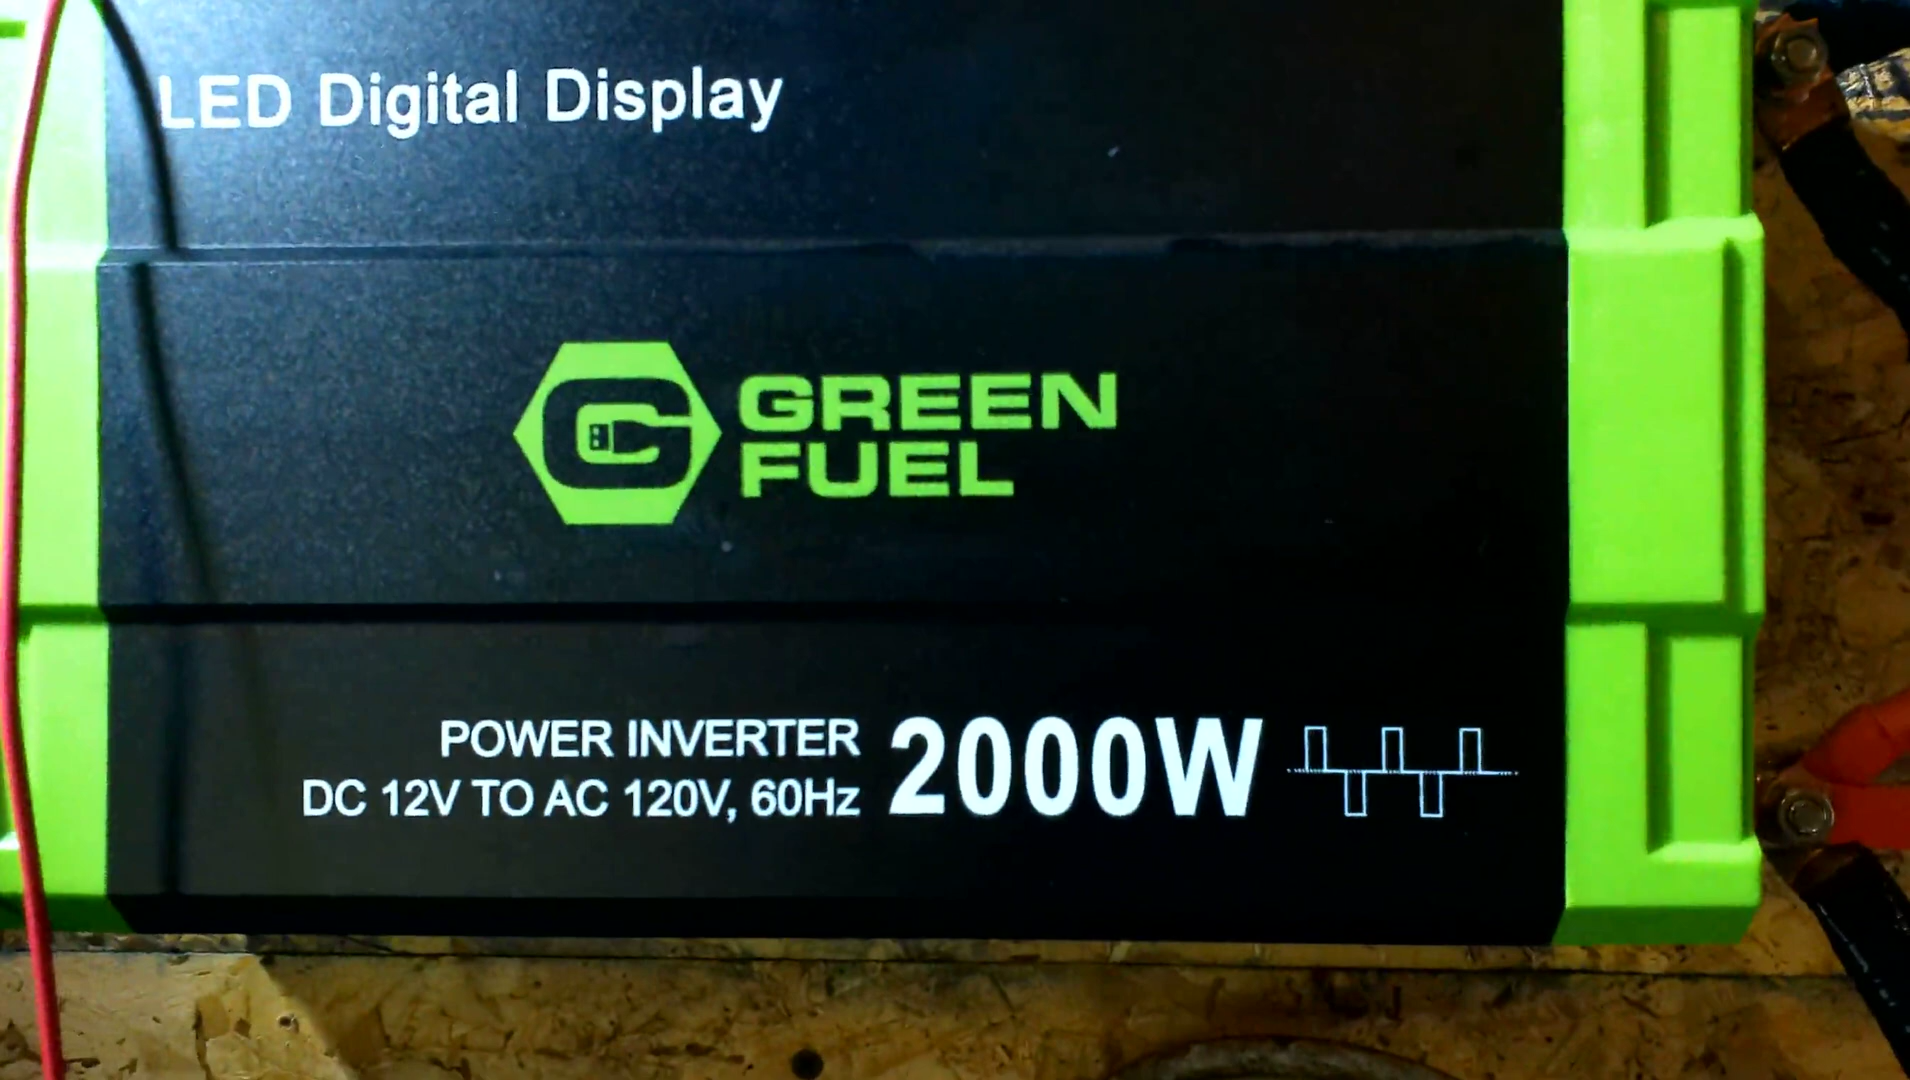 LED Digital Display
GREEN
FUEL
POWER INVERTER
DC 12V TO AC 120V, 60Hz
2000W